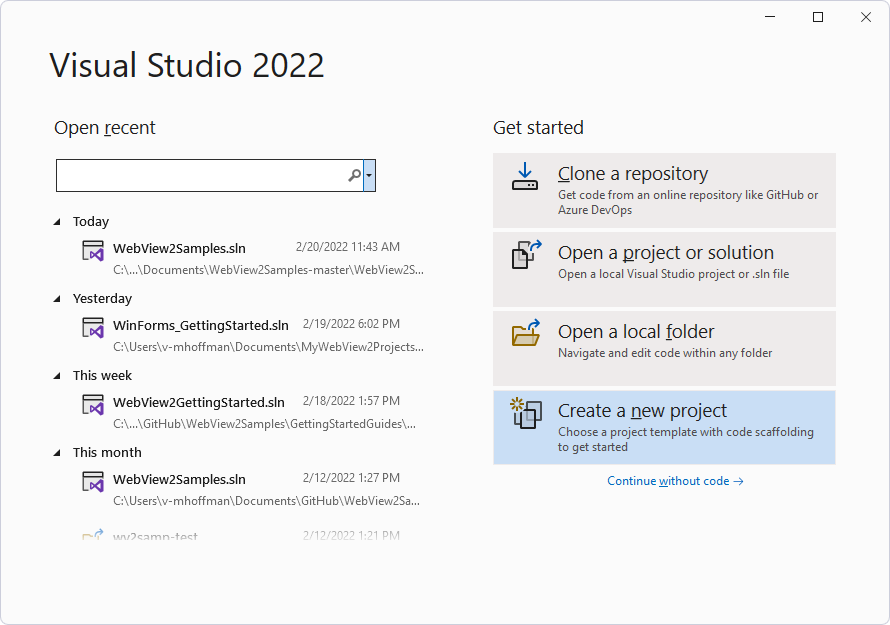 Visual Studio 2022
Open recent
Today
WebView2Samples.sln 2/20/2022 11:43 AM
C:\...\Documents\WebView2Samples-master\WebView2S...
Yesterday
WinForms_GettingStarted.sln 2/19/2022 6:02 PM
C:\Users\v-mhoffman\Documents\MyWebView2Projects...
This week
WebView2GettingStarted.sln 2/18/2022 1:57 PM
C:\...\GitHub\WebView2Samples\GettingStartedGuides\...
This month
WebView2Samples.sln 2/12/2022 1:27 PM
C:\Users\v-mhoffman\Documents\GitHub\WebView2Sa...
wv2samp-test 2/12/2022 1:21 PM
Get started
Clone a repository
Get code from an online repository like GitHub or
Azure DevOps
Open a project or solution
Open a local Visual Studio project or .sln file
Open a local folder
Navigate and edit code within any folder
Create a new project
Choose a project template with code scaffolding
to get started
Continue without code →